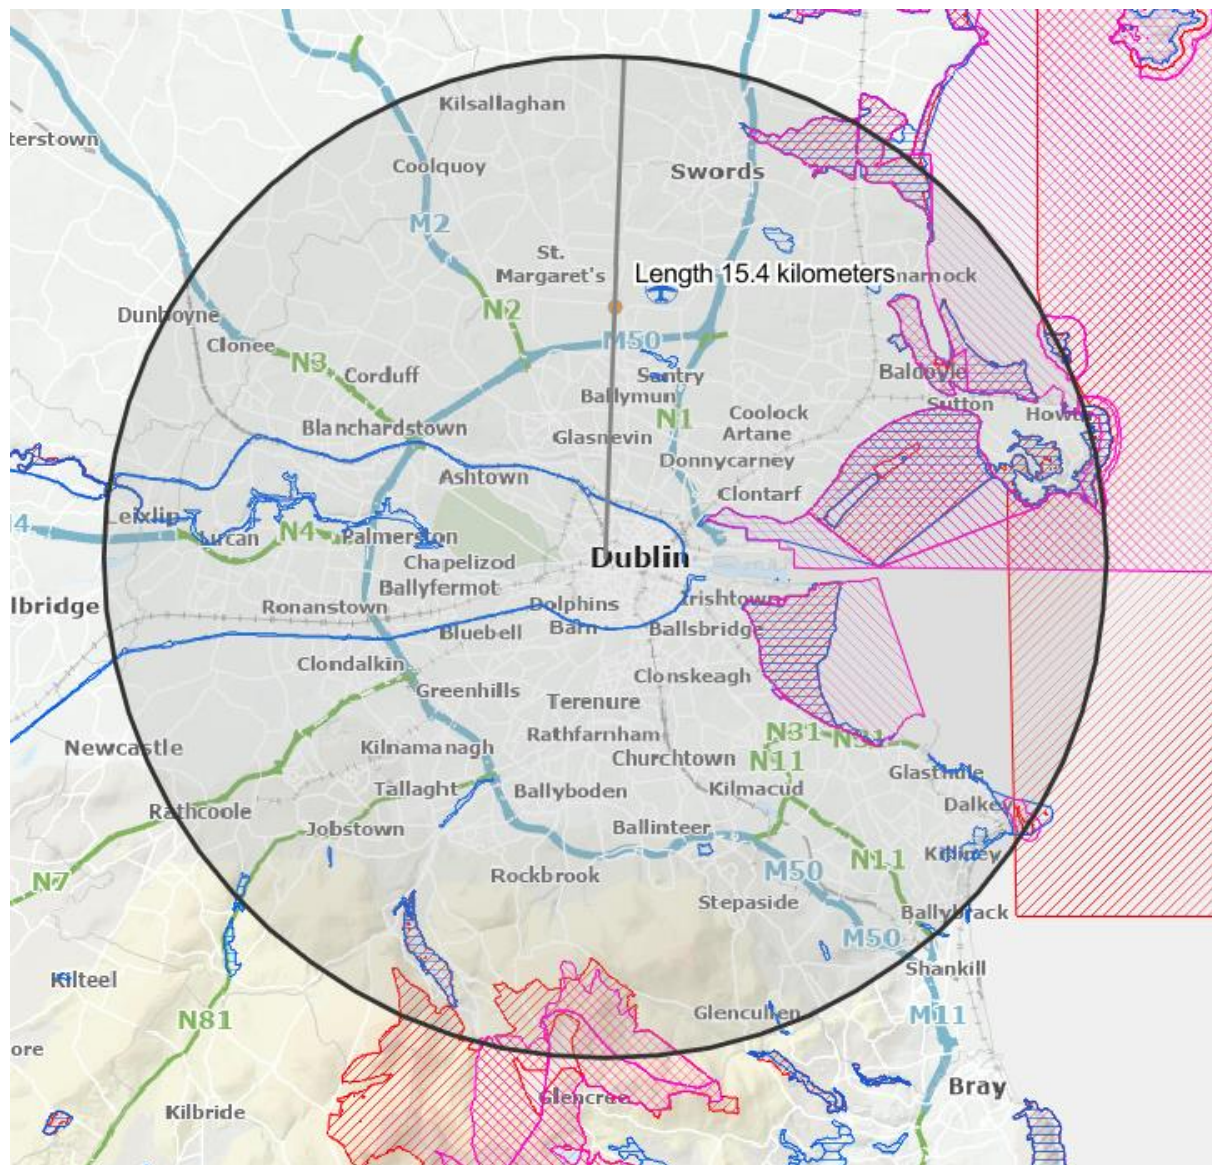 Kilsallaghan
terstown
Coolquoy
Swords
M2
St.
Margaret's
Length 15.4 kilometers
marnock
N2
Dunboyne
M50
Clonee
N3
Corduff
Santry
Baldoyle
Ballymun
Sutton
Howth
N1
Coolock
Artane
Blanchardstown
Glasnevin
Donnycarney
Ashtown
Clontarf
Leixlip
4
Lucan
N4
Palmerston
Dublin
Chapelizod
Ballyfermot
lbridge
Ronanstown
Dolphins
Barn
Irishtown
Bluebell
Ballsbridge
Clondalkin
Clonskeagh
Greenhills
Terenure
Newcastle
Kilnamanagh
Rathfarnham
N31
N31
Churchtown
N11
Glasthule
Tallaght
Ballyboden
Kilmacud
Dalkey
Rathcoole
Jobstown
Ballinteer
Killiney
N7
Rockbrook
M50
N11
Stepaside
Ballybrack
M50
Kilteel
Shankill
N81
Glencullen
M11
ore
Bray
Kilbride
Glencree